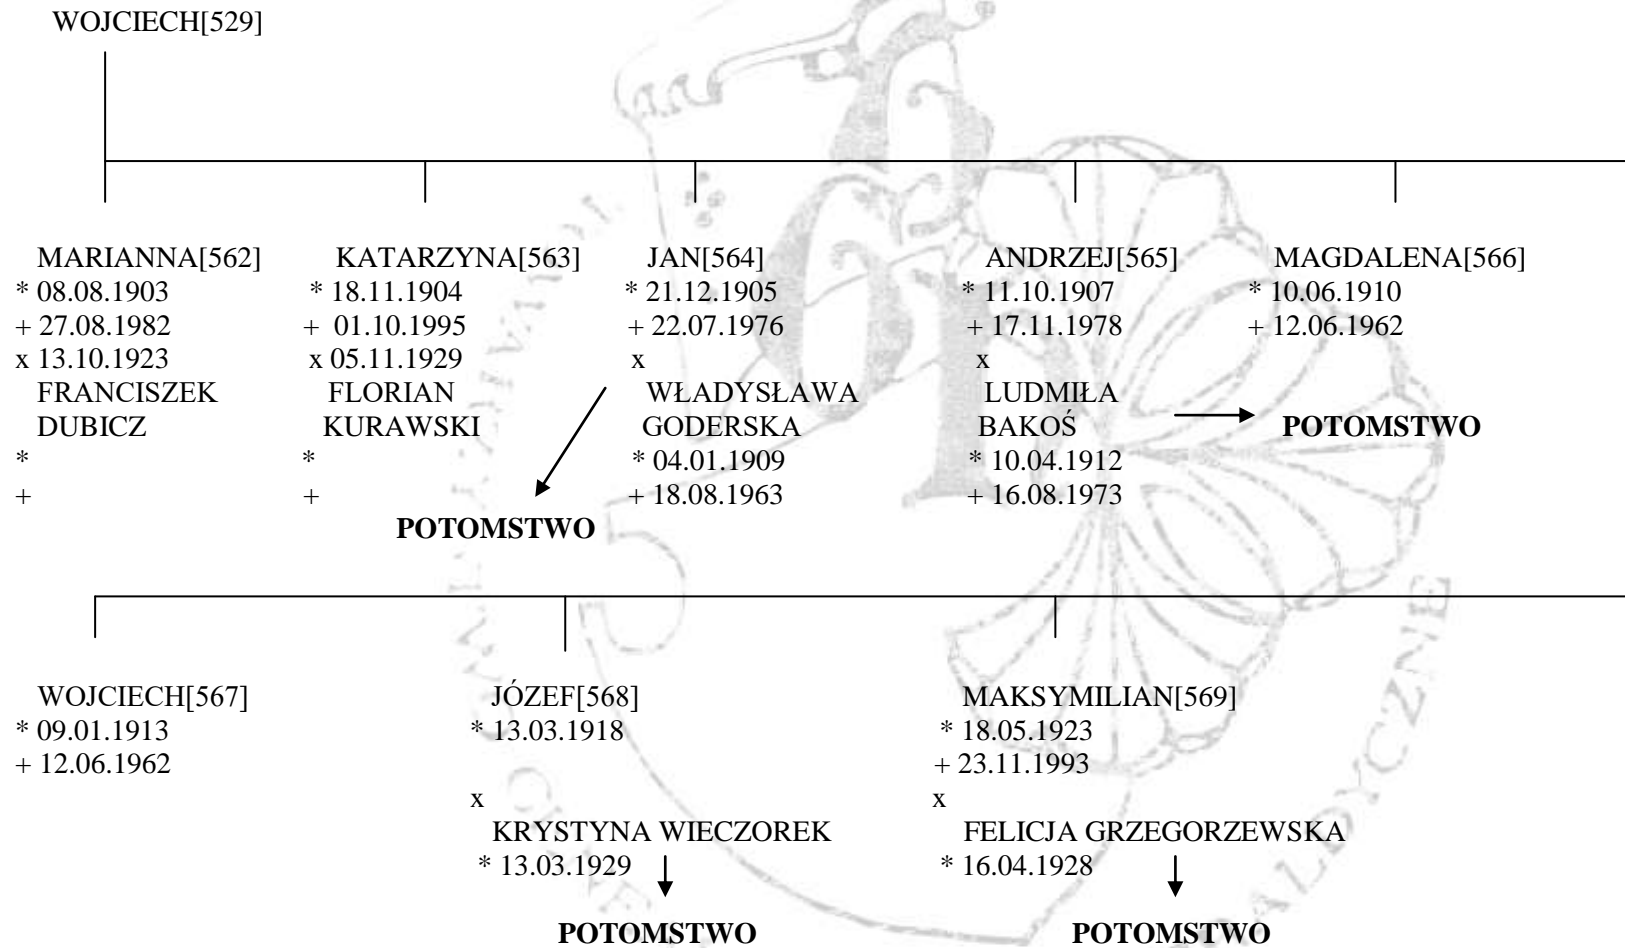 WOJCIECH[529]
MARIANNA[562]
* 08.08.1903
+ 27.08.1982
x 13.10.1923
FRANCISZEK
DUBICZ
*
+
KATARZYNA[563]
* 18.11.1904
+ 01.10.1995
x 05.11.1929
FLORIAN
KURAWSKI
*
+
JAN[564]
* 21.12.1905
+ 22.07.1976
x
WŁADYSŁAWA
GODERSKA
* 04.01.1909
+ 18.08.1963
POTOMSTWO
ANDRZEJ[565]
* 11.10.1907
+ 17.11.1978
x
LUDMIŁA
BAKOŚ
* 10.04.1912
+ 16.08.1973
POTOMSTWO
MAGDALENA[566]
* 10.06.1910
+ 12.06.1962
WOJCIECH[567]
* 09.01.1913
+ 12.06.1962
JÓZEF[568]
* 13.03.1918
x
KRYSTYNA WIECZOREK
* 13.03.1929
POTOMSTWO
MAKSYMILIAN[569]
* 18.05.1923
+ 23.11.1993
x
FELICJA GRZEGORZEWSKA
* 16.04.1928
POTOMSTWO